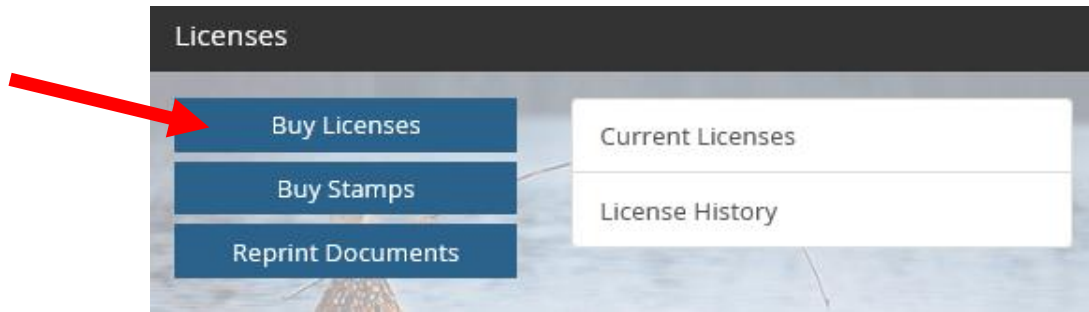 Licenses
Buy Licenses
Buy Stamps
Reprint Documents
Current Licenses
License History